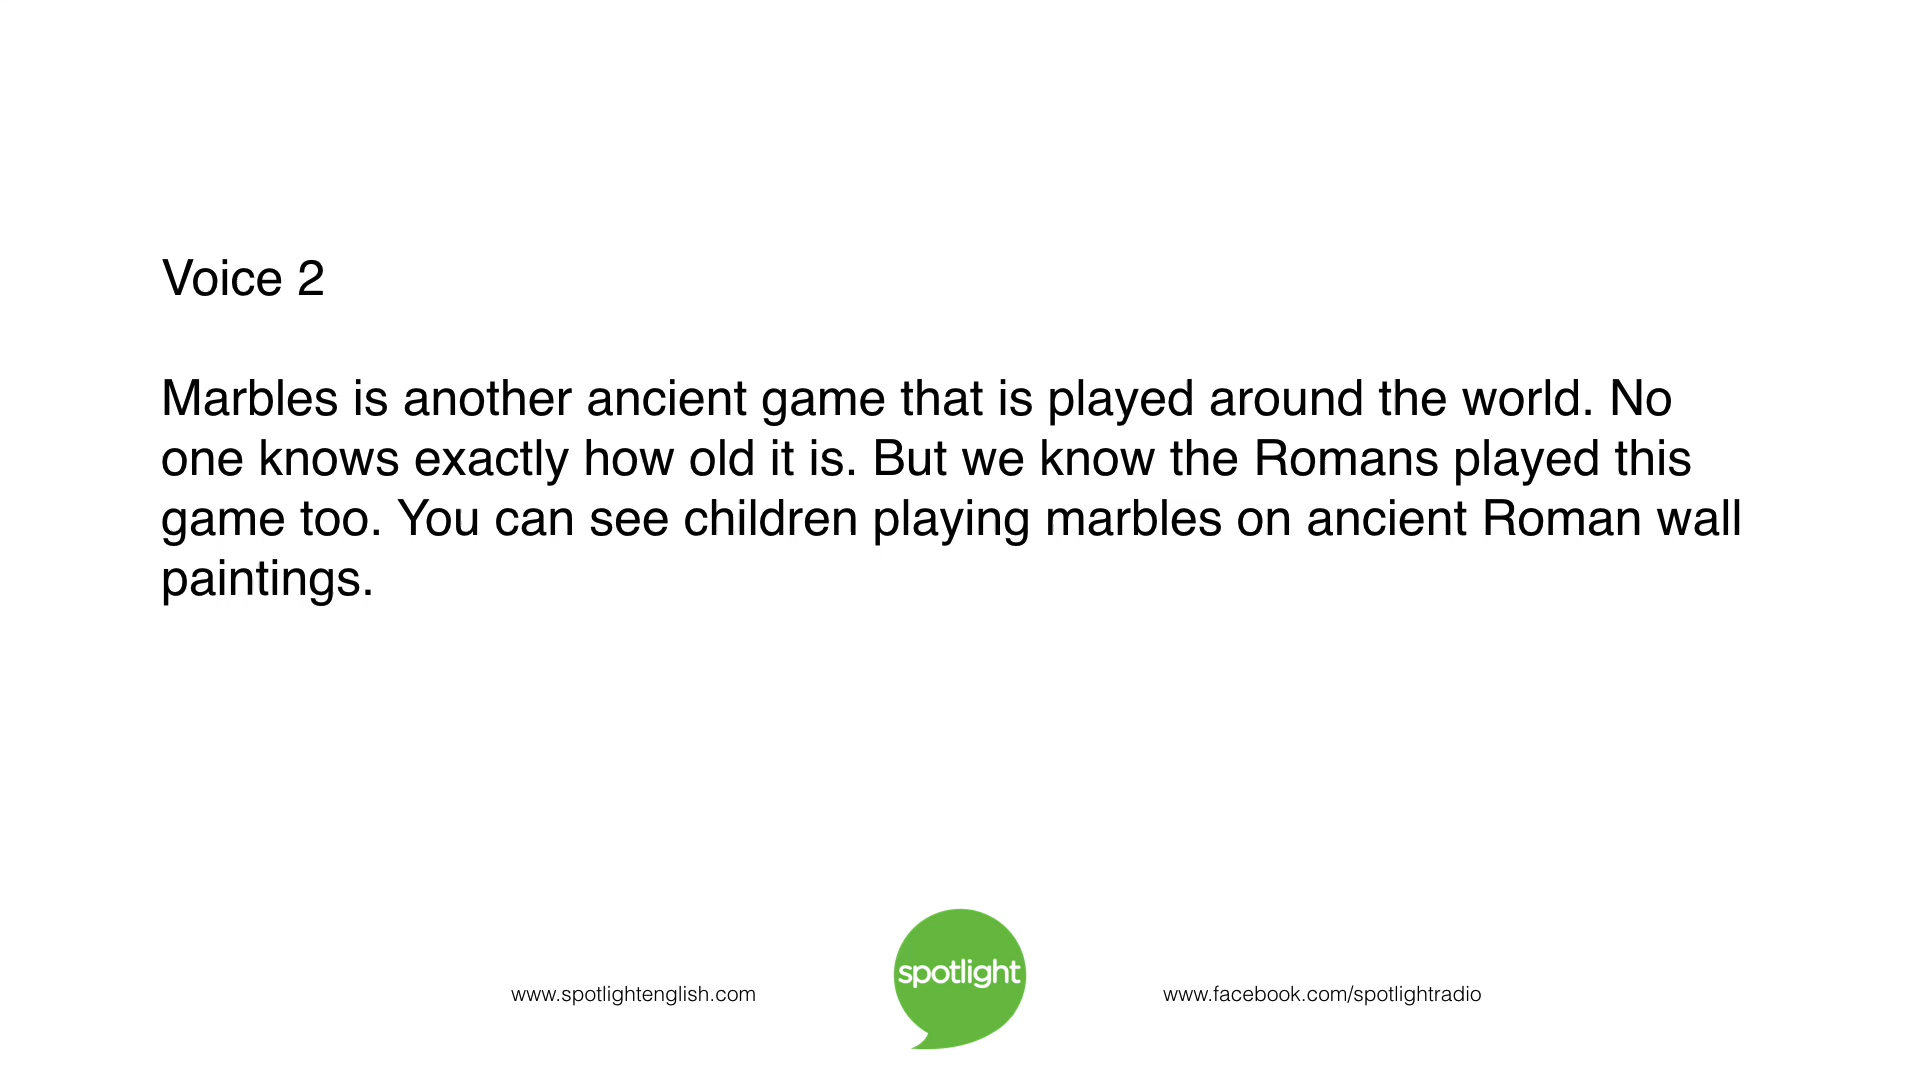 Voice 2
Marbles is another ancient game that is played around the world. No
one knows exactly how old it is. But we know the Romans played this
game too. You can see children playing marbles on ancient Roman wall
paintings.
spotlight
www.spotlightenglish.com
www.facebook.com/spotlightradio